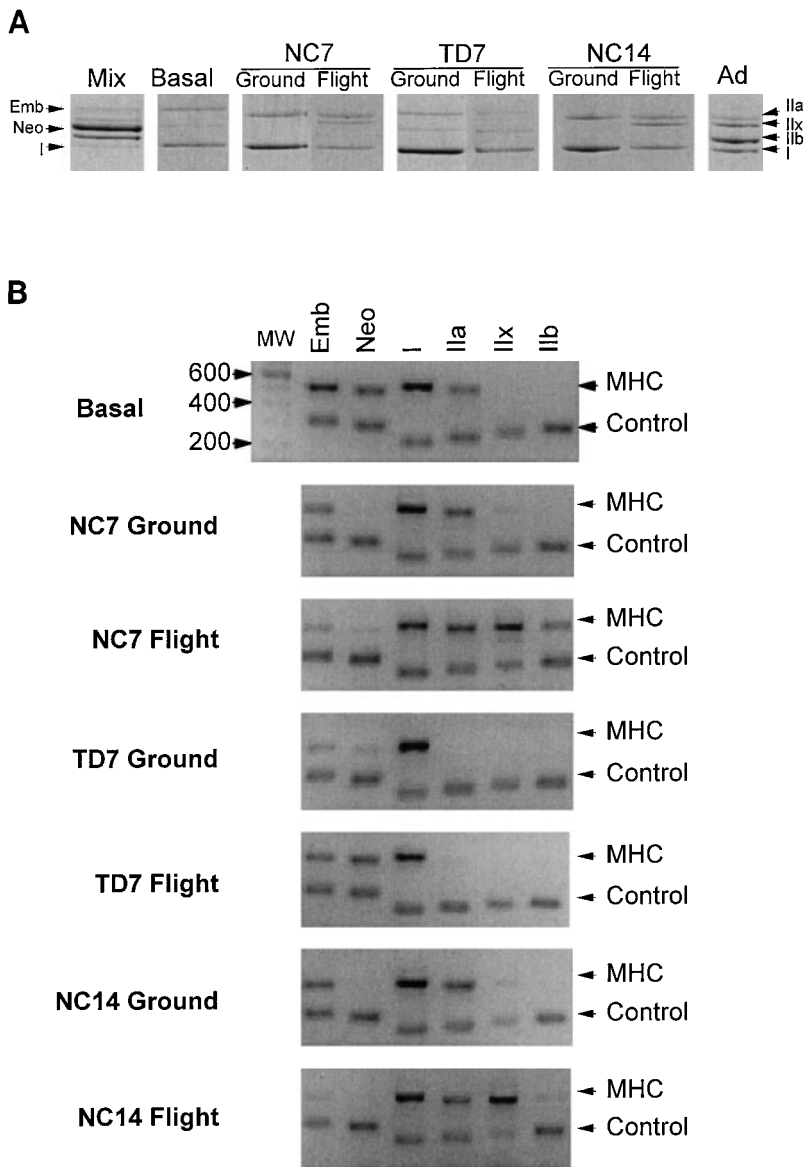 A
NC7 TD7 NC14
Mix Basal Ground Flight Ground Flight Ground Flight Ad
Emb
Neo
I
IIa
IIx
IIb
I
B
MW Emb Neo I IIa IIx IIb
Basal
600
400
200
MHC
Control
NC7 Ground
MHC
Control
NC7 Flight
MHC
Control
TD7 Ground
MHC
Control
TD7 Flight
MHC
Control
NC14 Ground
MHC
Control
NC14 Flight
MHC
Control